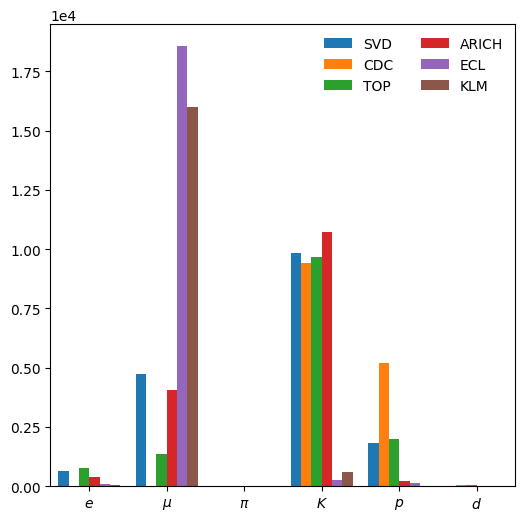 1e4
1.75
1.50
1.25
1.00
0.75
0.50
0.25
0.00
SVD
CDC
TOP
ARICH
ECL
KLM
e μ π K p d